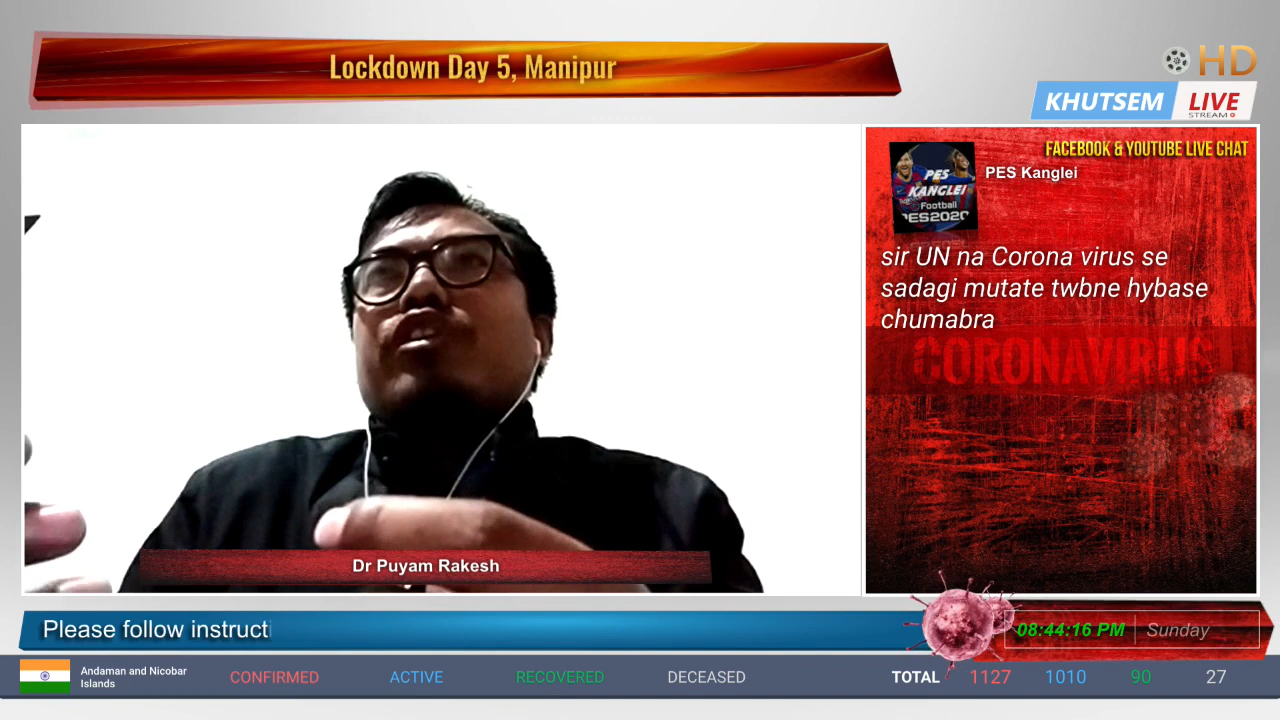 Lockdown Day 5, Manipur
HD
KHUTSEM LIVE
STREAM
FACEBOOK & YOUTUBE LIVE CHAT
PES
KANGLEI
Football
PES2020
PES Kanglei
sir UN na Corona virus se
sadagi mutate twbne hybase
chumabra
CORONAVIRUS
Dr Puyam Rakesh
Please follow instruct
08:44:16 PM Sunday
Andaman and Nicobar
Islands
CONFIRMED ACTIVE RECOVERED DECEASED TOTAL 1127 1010 90 27